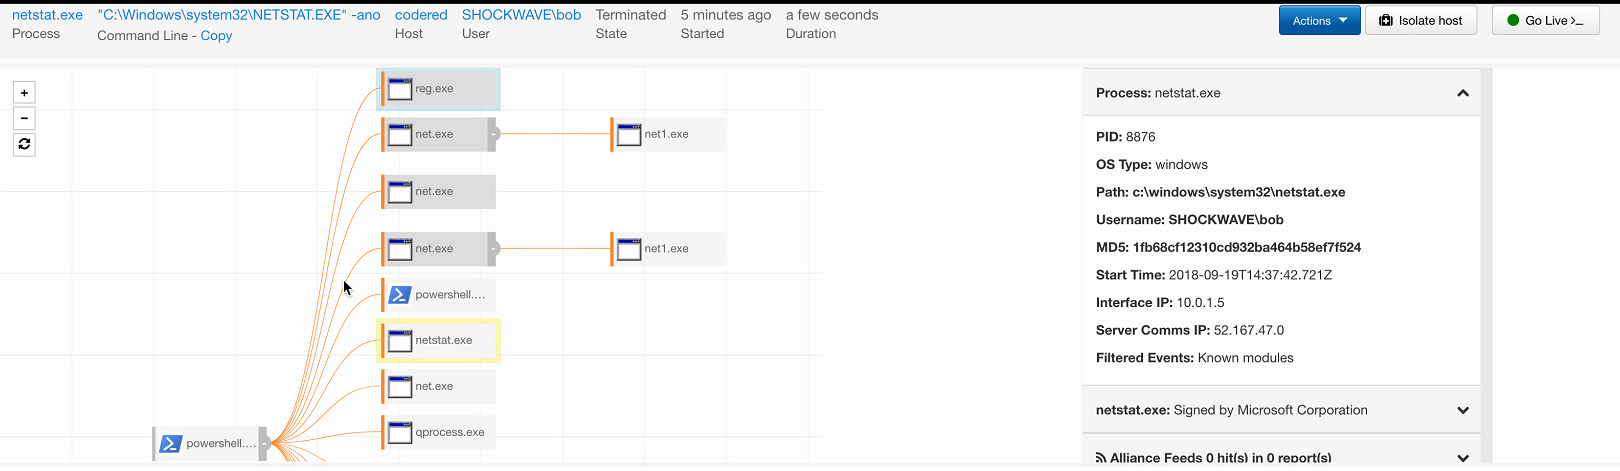 netstat.exe "C:\Windows\system32\NETSTAT.EXE" -ano codered SHOCKWAVE\bob Terminated 5 minutes ago a few seconds Actions Isolate host Go Live >_
Process Command Line - Copy Host User State Started Duration
+
−
reg.exe
net.exe net1.exe
net.exe
net.exe net1.exe
powershell....
netstat.exe
net.exe
qprocess.exe
powershell....
Process: netstat.exe
PID: 8876
OS Type: windows
Path: c:\windows\system32\netstat.exe
Username: SHOCKWAVE\bob
MD5: 1fb68cf12310cd932ba464b58ef7f524
Start Time: 2018-09-19T14:37:42.721Z
Interface IP: 10.0.1.5
Server Comms IP: 52.167.47.0
Filtered Events: Known modules
netstat.exe: Signed by Microsoft Corporation
Alliance Feeds 0 hit(s) in 0 report(s)